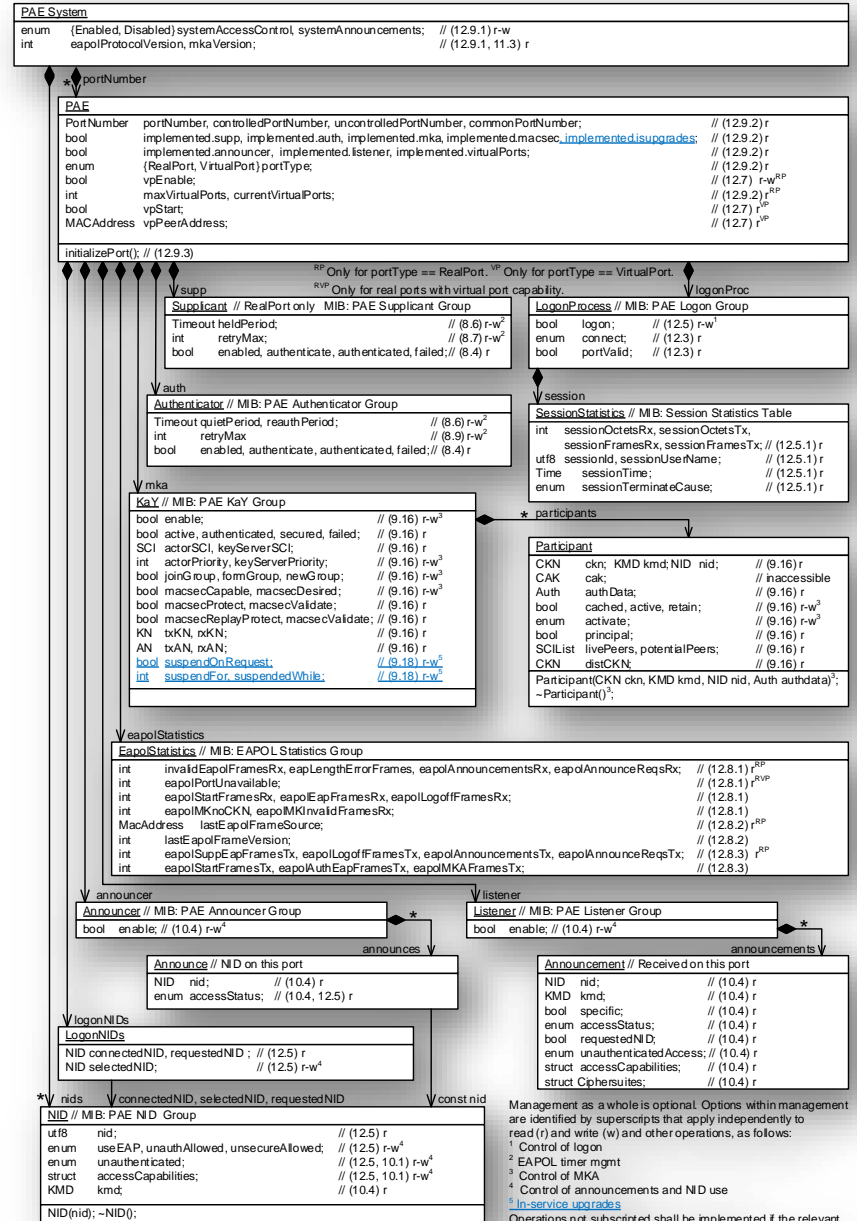 PAE System
enum {Enabled, Disabled} systemAccessControl, systemAnnouncements; // (12.9.1) r-w
int eapolProtocolVersion, mkaVersion; // (12.9.1, 11.3) r
* portNumber
PAE
PortNumber portNumber, controlledPortNumber, uncontrolledPortNumber, commonPortNumber; // (12.9.2) r
bool implemented.supp, implemented.auth, implemented.mka, implemented.macsec, implemented.isupgrades; // (12.9.2) r
bool implemented.announcer, implemented.listener, implemented.virtualPorts; // (12.9.2) r
enum {RealPort, VirtualPort} portType; // (12.9.2) r
bool vpEnable; // (12.7) r-wRP
int maxVirtualPorts, currentVirtualPorts; // (12.9.2) rRP
bool vpStart; // (12.7) rVP
MACAddress vpPeerAddress; // (12.7) rVP
initializePort(); // (12.9.3)
RP Only for portType == RealPort. VP Only for portType == VirtualPort.
RVP Only for real ports with virtual port capability.
supp
Supplicant // RealPort only MIB: PAE Supplicant Group
Timeout heldPeriod; // (8.6) r-w2
int retryMax; // (8.7) r-w2
bool enabled, authenticate, authenticated, failed; // (8.4) r
logonProc
LogonProcess // MIB: PAE Logon Group
bool logon; // (12.5) r-w1
enum connect; // (12.3) r
bool portValid; // (12.3) r
auth
Authenticator // MIB: PAE Authenticator Group
Timeout quietPeriod, reauthPeriod; // (8.6) r-w2
int retryMax // (8.9) r-w2
bool enabled, authenticate, authenticated, failed; // (8.4) r
session
SessionStatistics // MIB: Session Statistics Table
int sessionOctetsRx, sessionOctetsTx,
sessionFramesRx, sessionFramesTx; // (12.5.1) r
utf8 sessionId, sessionUserName; // (12.5.1) r
Time sessionTime; // (12.5.1) r
enum sessionTerminateCause; // (12.5.1) r
mka
KaY // MIB: PAE KaY Group
bool enable; // (9.16) r-w3
bool active, authenticated, secured, failed; // (9.16) r
SCI actorSCI, keyServerSCI; // (9.16) r
int actorPriority, keyServerPriority; // (9.16) r-w3
bool joinGroup, formGroup, newGroup; // (9.16) r-w3
bool macsecCapable, macsecDesired; // (9.16) r-w3
bool macsecProtect, macsecValidate; // (9.16) r
bool macsecReplayProtect, macsecValidate; // (9.16) r
KN txKN, rxKN; // (9.16) r
AN txAN, rxAN; // (9.16) r
bool suspendOnRequest; // (9.18) r-w5
int suspendFor, suspendedWhile; // (9.18) r-w5
* participants
Participant
CKN ckn; KMD kmd; NID nid; // (9.16) r
CAK cak; // inaccessible
Auth authData; // (9.16) r
bool cached, active, retain; // (9.16) r-w3
enum activate; // (9.16) r-w3
bool principal; // (9.16) r
SCIList livePeers, potentialPeers; // (9.16) r
CKN distCKN; // (9.16) r
Participant(CKN ckn, KMD kmd, NID nid, Auth authdata)3;
~Participant()3;
eapolStatistics
EapolStatistics // MIB: EAPOL Statistics Group
int invalidEapolFramesRx, eapLengthErrorFrames, eapolAnnouncementsRx, eapolAnnounceReqsRx; // (12.8.1) rRP
int eapolPortUnavailable; // (12.8.1) rRVP
int eapolStartFramesRx, eapolEapFramesRx, eapolLogoffFramesRx; // (12.8.1)
int eapolMKnoCKN, eapolMKInvalidFramesRx; // (12.8.1)
MacAddress lastEapolFrameSource; // (12.8.2) rRP
int lastEapolFrameVersion; // (12.8.2)
int eapolSuppEapFramesTx, eapolLogoffFramesTx, eapolAnnouncementsTx, eapolAnnounceReqsTx; // (12.8.3) rRP
int eapolStartFramesTx, eapolAuthEapFramesTx, eapolMKAFramesTx; // (12.8.3)
announcer
Announcer // MIB: PAE Announcer Group
bool enable; // (10.4) r-w4
*
announces
listener
Listener // MIB: PAE Listener Group
bool enable; // (10.4) r-w4
*
announcements
Announce // NID on this port
NID nid; // (10.4) r
enum accessStatus; // (10.4, 12.5) r
Announcement // Received on this port
NID nid; // (10.4) r
KMD kmd; // (10.4) r
bool specific; // (10.4) r
enum accessStatus; // (10.4) r
bool requestedNID; // (10.4) r
enum unauthenticatedAccess; // (10.4) r
struct accessCapabilities; // (10.4) r
struct Ciphersuites; // (10.4) r
logonNIDs
LogonNIDs
NID connectedNID, requestedNID ; // (12.5) r
NID selectedNID; // (12.5) r-w4
* nids
connectedNID, selectedNID, requestedNID
const nid
NID // MIB: PAE NID Group
utf8 nid; // (12.5) r
enum useEAP, unauthAllowed, unsecureAllowed; // (12.5) r-w4
enum unauthenticated; // (12.5, 10.1) r-w4
struct accessCapabilities; // (12.5, 10.1) r-w4
KMD kmd; // (10.4) r
NID(nid); ~NID();
Management as a whole is optional. Options within management
are identified by superscripts that apply independently to
read (r) and write (w) and other operations, as follows:
1 Control of logon
2 EAPOL timer mgmt
3 Control of MKA
4 Control of announcements and NID use
5 In-service upgrades
Operations not subscripted shall be implemented if the relevant